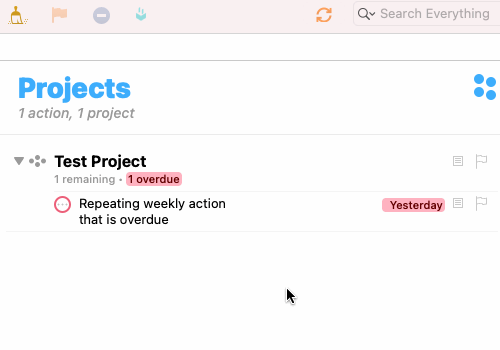 Search Everything
Projects
1 action, 1 project
Test Project
1 remaining • 1 overdue
Repeating weekly action
that is overdue
Yesterday